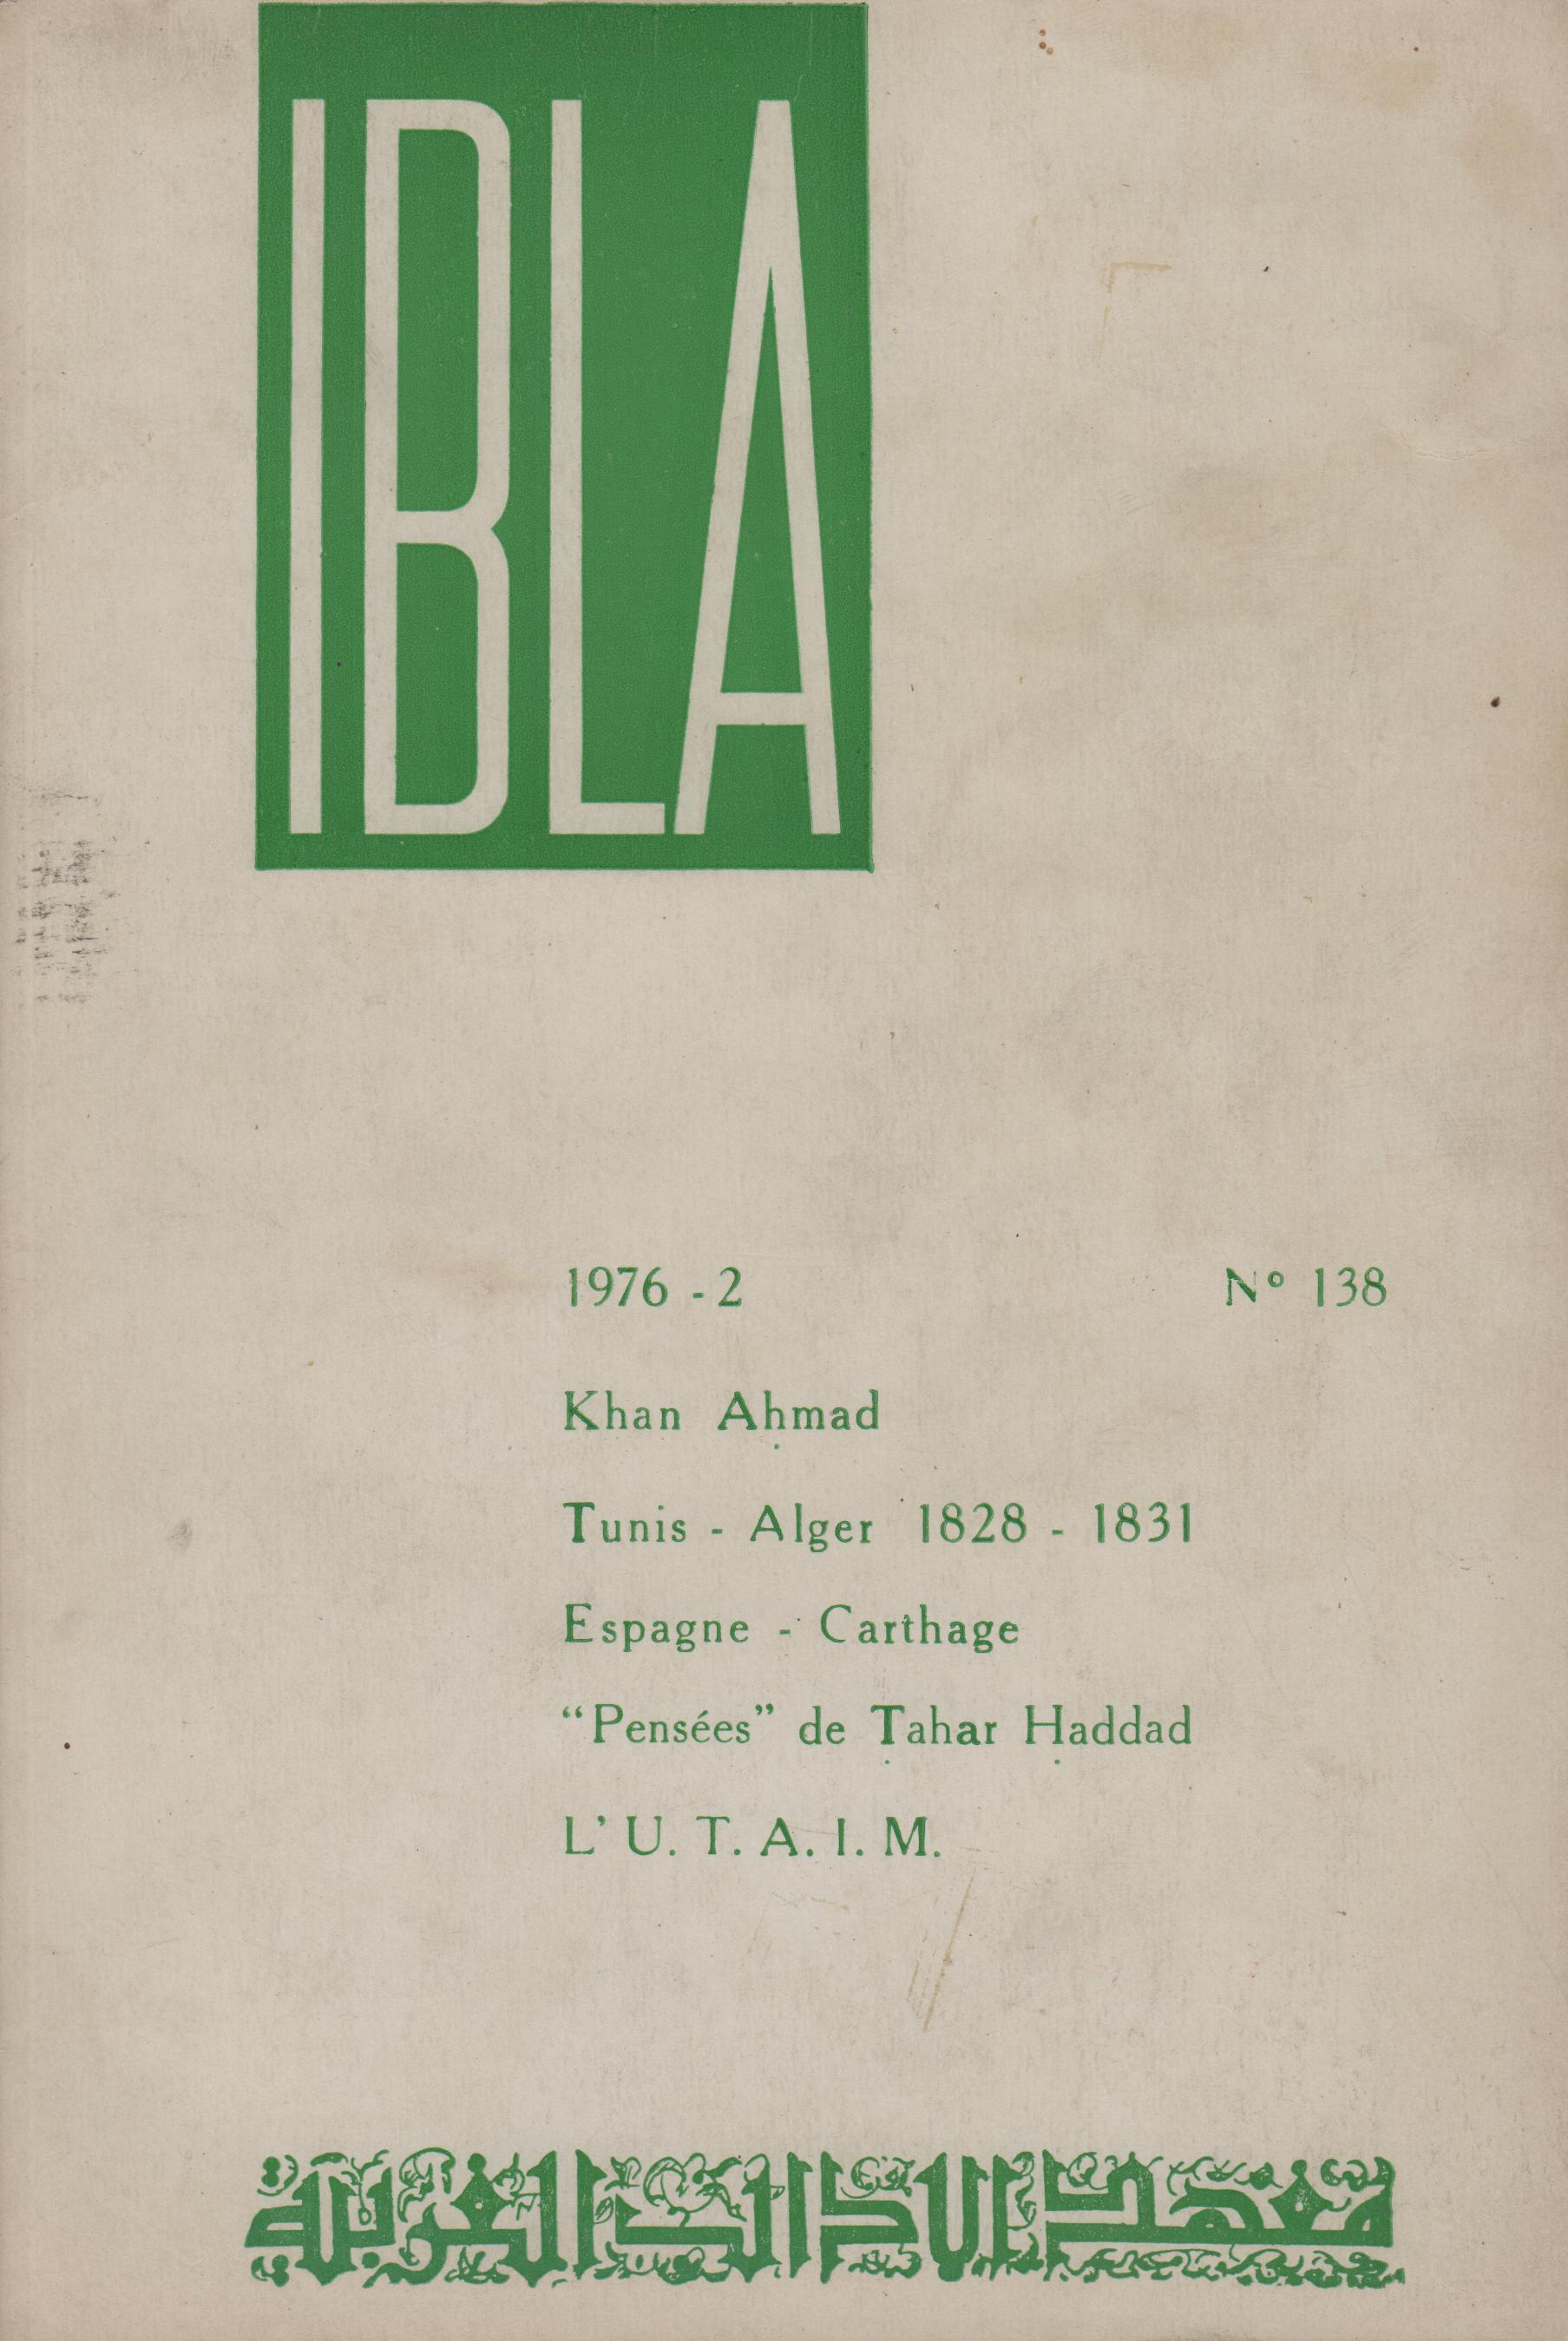 IBLA
1976 - 2 N° 138
Khan Aḥmad
Tunis - Alger 1828 - 1831
Espagne - Carthage
“Pensées” de Ṭahar Ḥaddad
L’ U. T. A. I. M.
معهد الآداب العربية